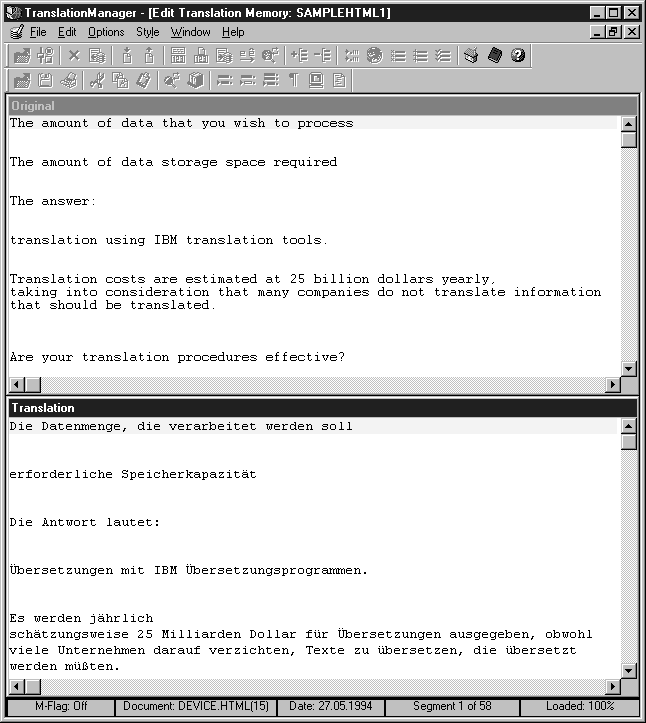 TranslationManager - [Edit Translation Memory: SAMPLEHTML1]
File Edit Options Style Window Help
Original
The amount of data that you wish to process
The amount of data storage space required
The answer:
translation using IBM translation tools.
Translation costs are estimated at 25 billion dollars yearly,
taking into consideration that many companies do not translate information
that should be translated.
Are your translation procedures effective?
Translation
Die Datenmenge, die verarbeitet werden soll
erforderliche Speicherkapazität
Die Antwort lautet:
Übersetzungen mit IBM Übersetzungsprogrammen.
Es werden jährlich
schätzungsweise 25 Milliarden Dollar für Übersetzungen ausgegeben, obwohl
viele Unternehmen darauf verzichten, Texte zu übersetzen, die übersetzt
werden müßten.
M-Flag: Off Document: DEVICE.HTML(15) Date: 27.05.1994 Segment 1 of 58 Loaded: 100%